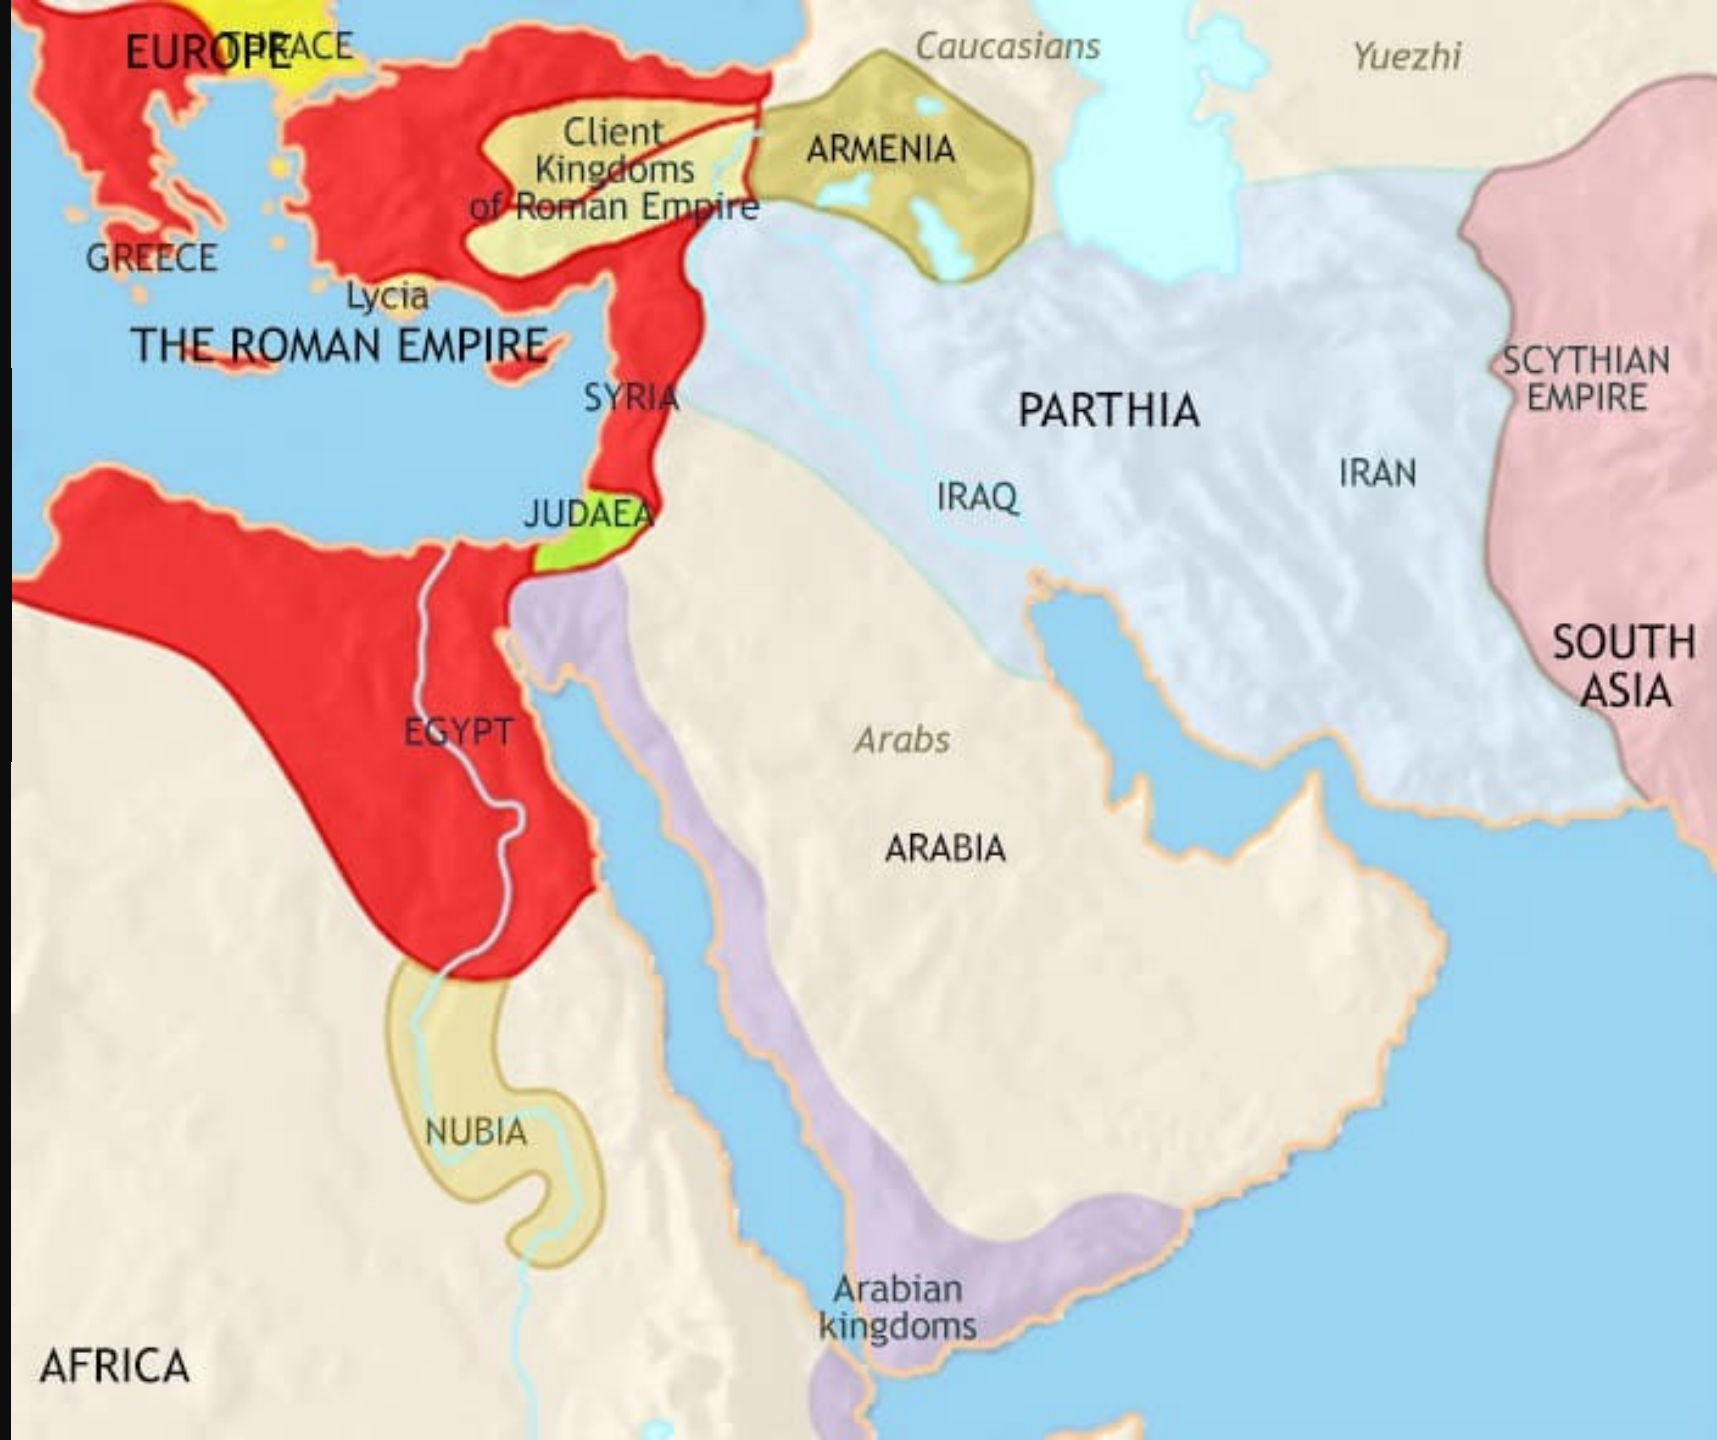 EUROPE
THRACE
Caucasians
Yuezhi
Client
Kingdoms
of Roman Empire
ARMENIA
GREECE
Lycia
THE ROMAN EMPIRE
SYRIA
PARTHIA
SCYTHIAN
EMPIRE
IRAQ
IRAN
JUDAEA
SOUTH
ASIA
EGYPT
Arabs
ARABIA
NUBIA
Arabian
kingdoms
AFRICA